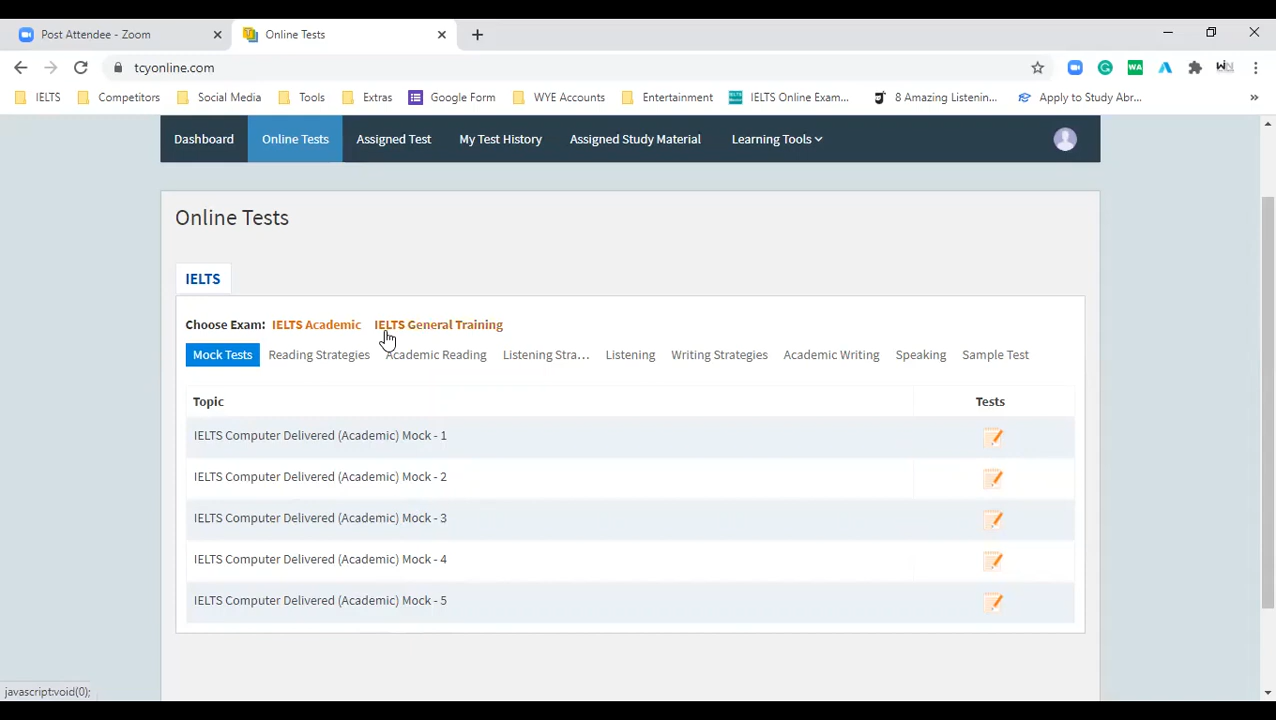 Post Attendee - Zoom
Online Tests
tcyonline.com
IELTS Competitors Social Media Tools Extras Google Form WYE Accounts Entertainment IELTS Online Exam... 8 Amazing Listenin... Apply to Study Abr... »
Dashboard Online Tests Assigned Test My Test History Assigned Study Material Learning Tools
Online Tests
IELTS
Choose Exam: IELTS Academic IELTS General Training
Mock Tests Reading Strategies Academic Reading Listening Stra... Listening Writing Strategies Academic Writing Speaking Sample Test
Topic Tests
IELTS Computer Delivered (Academic) Mock - 1
IELTS Computer Delivered (Academic) Mock - 2
IELTS Computer Delivered (Academic) Mock - 3
IELTS Computer Delivered (Academic) Mock - 4
IELTS Computer Delivered (Academic) Mock - 5
javascript:void(0);